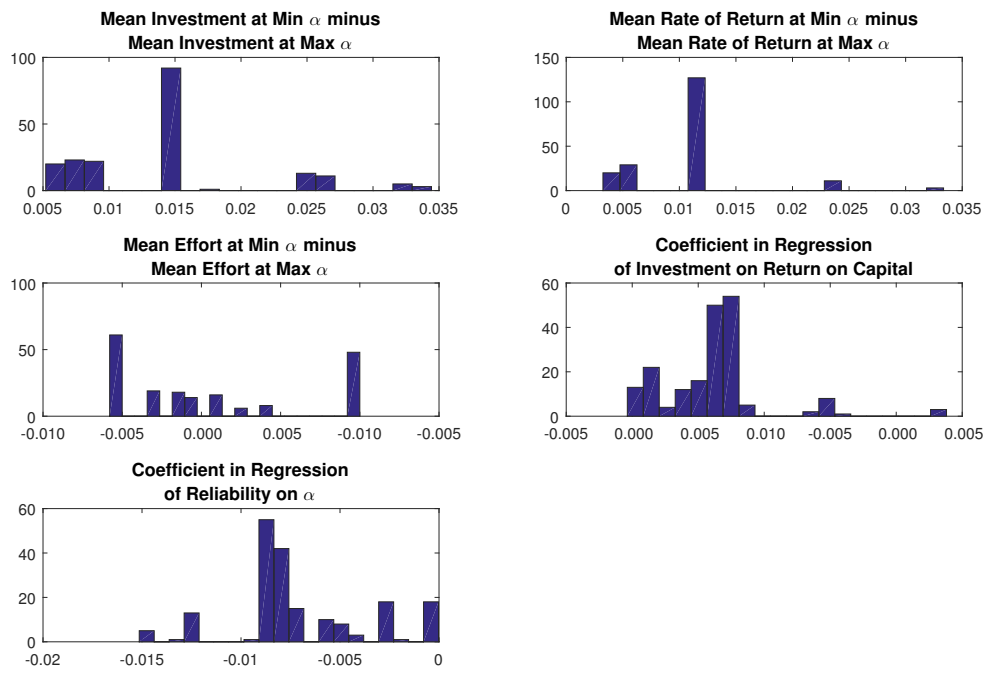 Mean Investment at Min α minus
Mean Investment at Max α
100
50
0
0.005 0.01 0.015 0.02 0.025 0.03 0.035
Mean Rate of Return at Min α minus
Mean Rate of Return at Max α
150
100
50
0
0 0.005 0.01 0.015 0.02 0.025 0.03 0.035
Mean Effort at Min α minus
Mean Effort at Max α
100
50
0
-0.010 -0.005 0.000 -0.010 -0.005
Coefficient in Regression
of Investment on Return on Capital
60
40
20
0
-0.005 0.000 0.005 0.010 -0.005 0.000 0.005
Coefficient in Regression
of Reliability on α
60
40
20
0
-0.02 -0.015 -0.01 -0.005 0